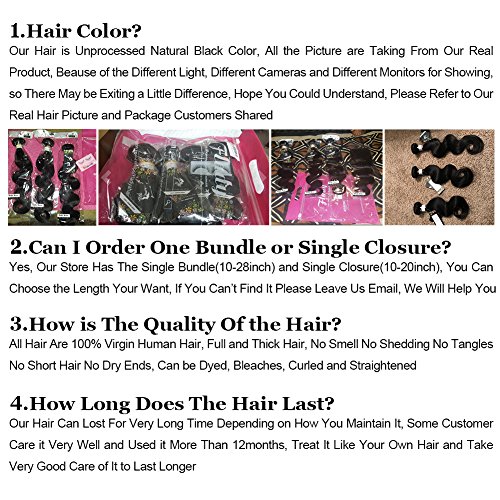 1.Hair Color?
Our Hair is Unprocessed Natural Black Color, All the Picture are Taking From Our Real
Product, Beause of the Different Light, Different Cameras and Different Monitors for Showing,
so There May be Exiting a Little Difference, Hope You Could Understand, Please Refer to Our
Real Hair Picture and Package Customers Shared
2.Can I Order One Bundle or Single Closure?
Yes, Our Store Has The Single Bundle(10-28inch) and Single Closure(10-20inch), You Can
Choose the Length Your Want, If You Can't Find It Please Leave Us Email, We Will Help You
3.How is The Quality Of the Hair?
All Hair Are 100% Virgin Human Hair, Full and Thick Hair, No Smell No Shedding No Tangles
No Short Hair No Dry Ends, Can be Dyed, Bleaches, Curled and Straightened
4.How Long Does The Hair Last?
Our Hair Can Lost For Very Long Time Depending on How You Maintain It, Some Customer
Care it Very Well and Used it More Than 12months, Treat It Like Your Own Hair and Take
Very Good Care of It to Last Longer